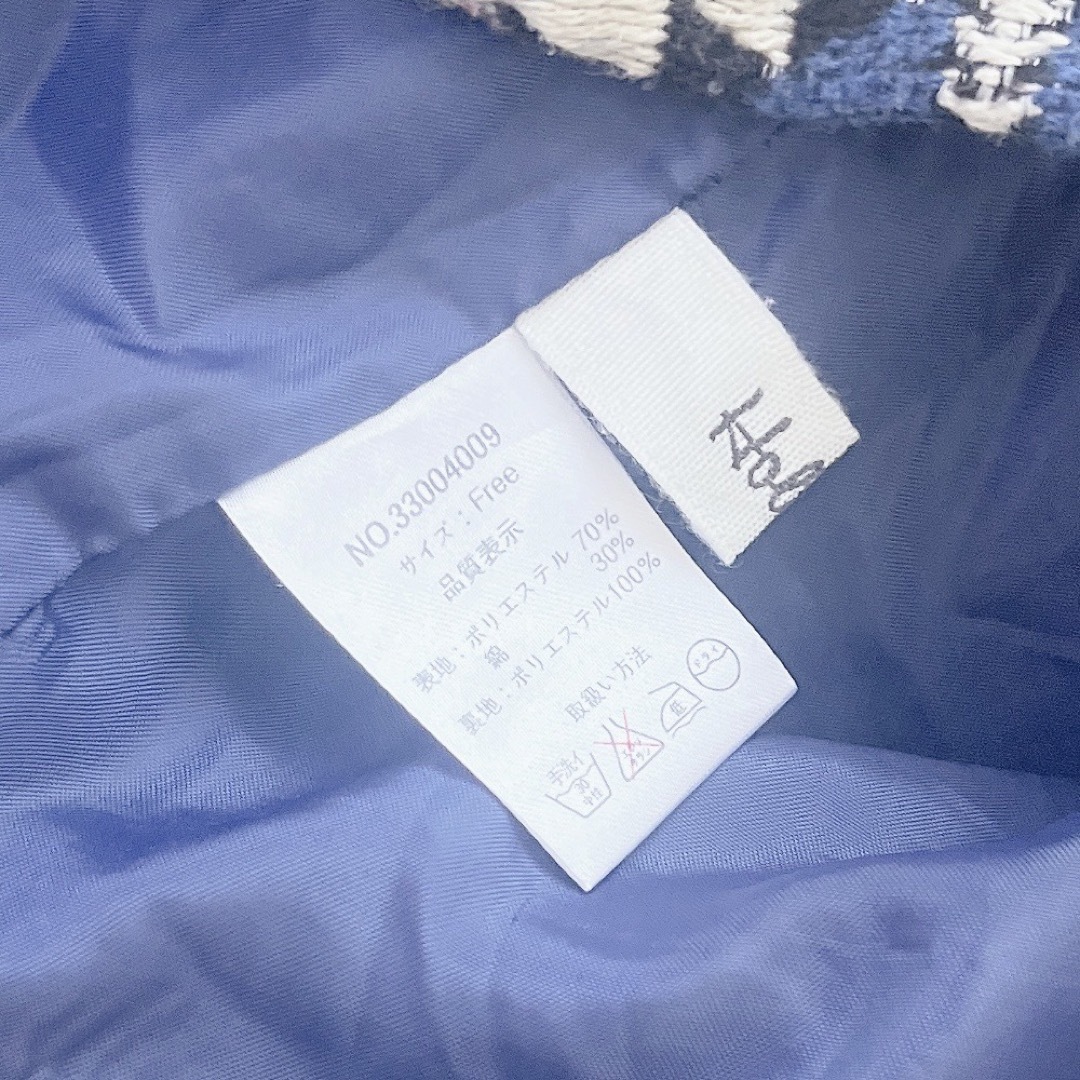 NO.33004009
サイズ：Free
品質表示
表地：ポリエステル 70%
綿 30%
裏地：ポリエステル100%
取扱い方法
手洗イ
30
中性
低
ドライ
Hol